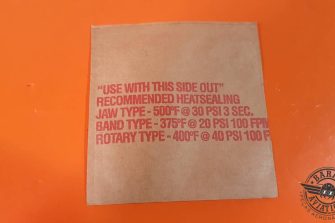 "USE WITH THIS SIDE OUT"
RECOMMENDED HEATSEALING
JAW TYPE - 500°F @ 30 PSI 3 SEC.
BAND TYPE - 375°F @ 20 PSI 100 FPM
ROTARY TYPE - 400°F @ 40 PSI 100 F